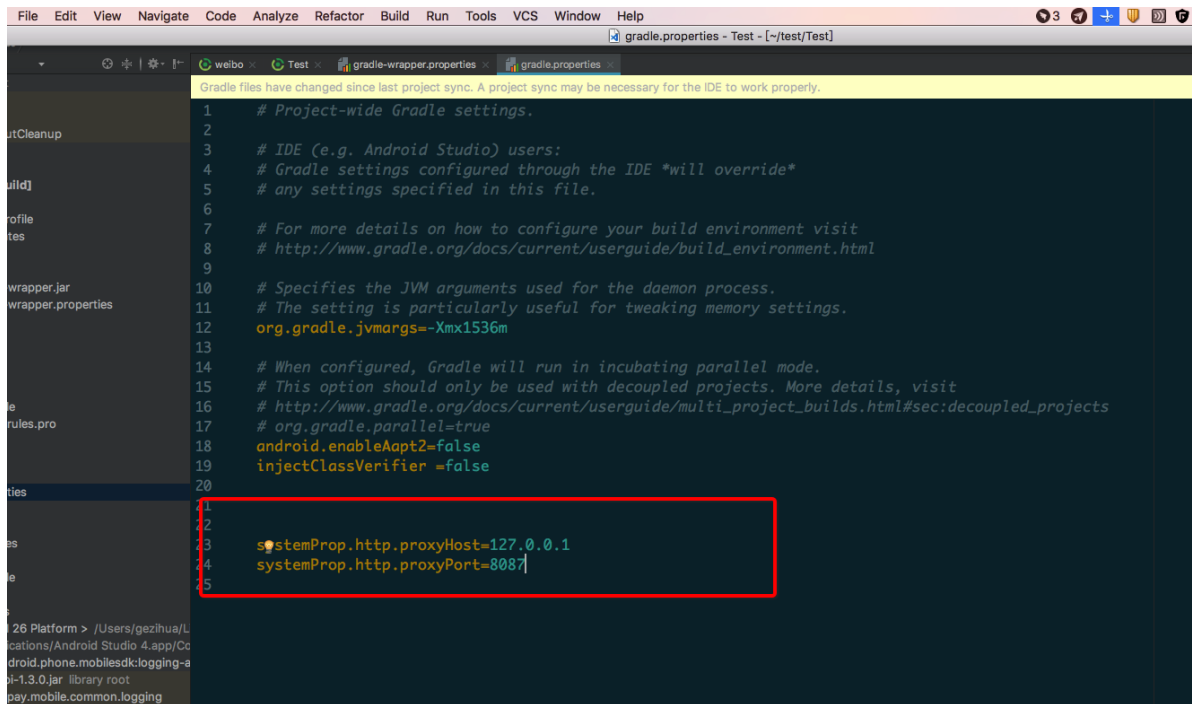 File Edit View Navigate Code Analyze Refactor Build Run Tools VCS Window Help 3
gradle.properties - Test - [~/test/Test]
weibo Test gradle-wrapper.properties gradle.properties
Gradle files have changed since last project sync. A project sync may be necessary for the IDE to work properly.
1 # Project-wide Gradle settings.
2
3 # IDE (e.g. Android Studio) users:
4 # Gradle settings configured through the IDE *will override*
5 # any settings specified in this file.
6
7 # For more details on how to configure your build environment visit
8 # http://www.gradle.org/docs/current/userguide/build_environment.html
9
10 # Specifies the JVM arguments used for the daemon process.
11 # The setting is particularly useful for tweaking memory settings.
12 org.gradle.jvmargs=-Xmx1536m
13
14 # When configured, Gradle will run in incubating parallel mode.
15 # This option should only be used with decoupled projects. More details, visit
16 # http://www.gradle.org/docs/current/userguide/multi_project_builds.html#sec:decoupled_projects
17 # org.gradle.parallel=true
18 android.enableAapt2=false
19 injectClassVerifier =false
20
21
22
23 systemProp.http.proxyHost=127.0.0.1
24 systemProp.http.proxyPort=8087
25
utCleanup
uild]
rofile
tes
wrapper.jar
wrapper.properties
le
rules.pro
ties
es
le
s
26 Platform > /Users/gezihua/L
ications/Android Studio 4.app/Co
droid.phone.mobilesdk:logging-a
pi-1.3.0.jar library root
pay.mobile.common.logging